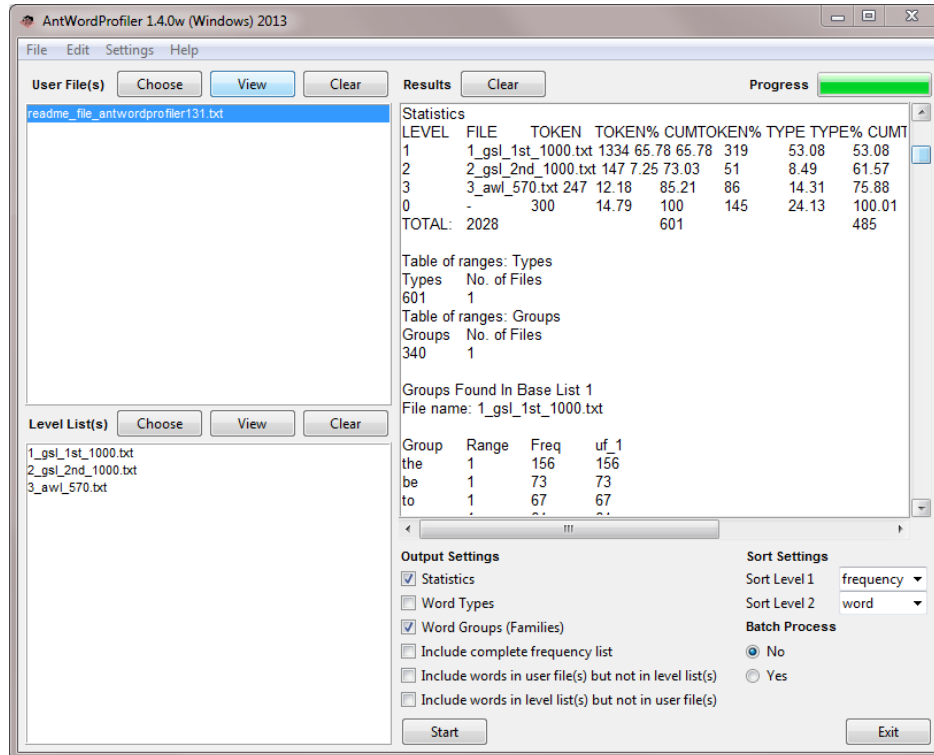 AntWordProfiler 1.4.0w (Windows) 2013
File Edit Settings Help
User File(s) Choose View Clear
readme_file_antwordprofiler131.txt
Level List(s) Choose View Clear
1_gsl_1st_1000.txt
2_gsl_2nd_1000.txt
3_awl_570.txt
Results Clear Progress
Statistics
LEVEL FILE TOKEN TOKEN% CUMTOKEN% TYPE TYPE% CUMT
1 1_gsl_1st_1000.txt 1334 65.78 65.78 319 53.08 53.08
2 2_gsl_2nd_1000.txt 147 7.25 73.03 51 8.49 61.57
3 3_awl_570.txt 247 12.18 85.21 86 14.31 75.88
0 - 300 14.79 100 145 24.13 100.01
TOTAL: 2028 601 485
Table of ranges: Types
Types No. of Files
601 1
Table of ranges: Groups
Groups No. of Files
340 1
Groups Found In Base List 1
File name: 1_gsl_1st_1000.txt
Group Range Freq uf_1
the 1 156 156
be 1 73 73
to 1 67 67
Output Settings
Statistics
Word Types
Word Groups (Families)
Include complete frequency list
Include words in user file(s) but not in level list(s)
Include words in level list(s) but not in user file(s)
Start
Sort Settings
Sort Level 1 frequency
Sort Level 2 word
Batch Process
No
Yes
Exit